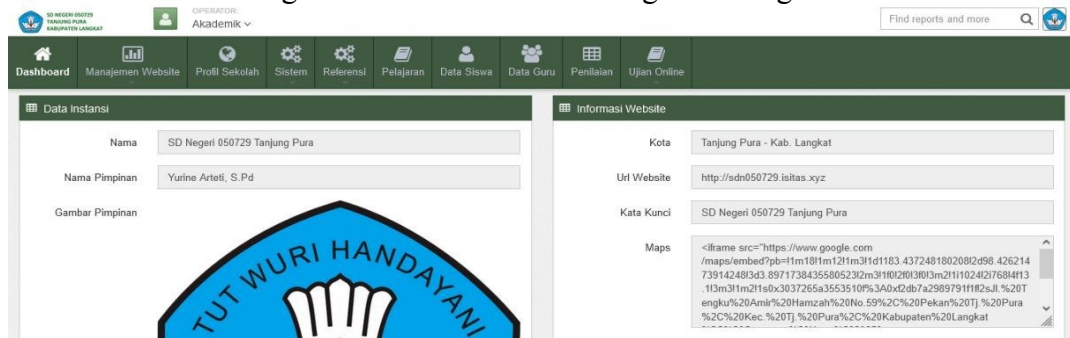 SD NEGERI 050729
TANJUNG PURA
KABUPATEN LANGKAT
OPERATOR:
Akademik
Find reports and more
Dashboard
Manajemen Website
Profil Sekolah
Sistem
Referensi
Pelajaran
Data Siswa
Data Guru
Penilaian
Ujian Online
Data Instansi
Nama
SD Negeri 050729 Tanjung Pura
Nama Pimpinan
Yurine Arteti, S.Pd
Gambar Pimpinan
TUT WURI HANDAYANI
Informasi Website
Kota
Tanjung Pura - Kab. Langkat
Url Website
http://sdn050729.isitas.xyz
Kata Kunci
SD Negeri 050729 Tanjung Pura
Maps
<iframe src="https://www.google.com
/maps/embed?pb=!1m18!1m12!1m3!1d1183.437248180208!2d98.426214
73914248!3d3.8971738435580523!2m3!1f0!2f0!3f0!3m2!1i1024!2i768!4f13
.1!3m3!1m2!1s0x3037265a3553510f%3A0xf2db7a2989791f1ff!2sJl.%20T
engku%20Amir%20Hamzah%20No.59%2C%20Pekan%20Tj.%20Pura
%2C%20Kec.%20Tj.%20Pura%2C%20Kabupaten%20Langkat